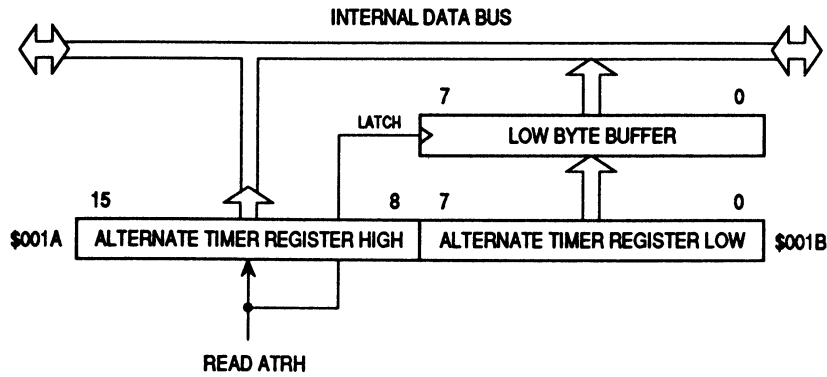 INTERNAL DATA BUS
7 0
LATCH
LOW BYTE BUFFER
15 8 7 0
$001A ALTERNATE TIMER REGISTER HIGH ALTERNATE TIMER REGISTER LOW $001B
READ ATRH